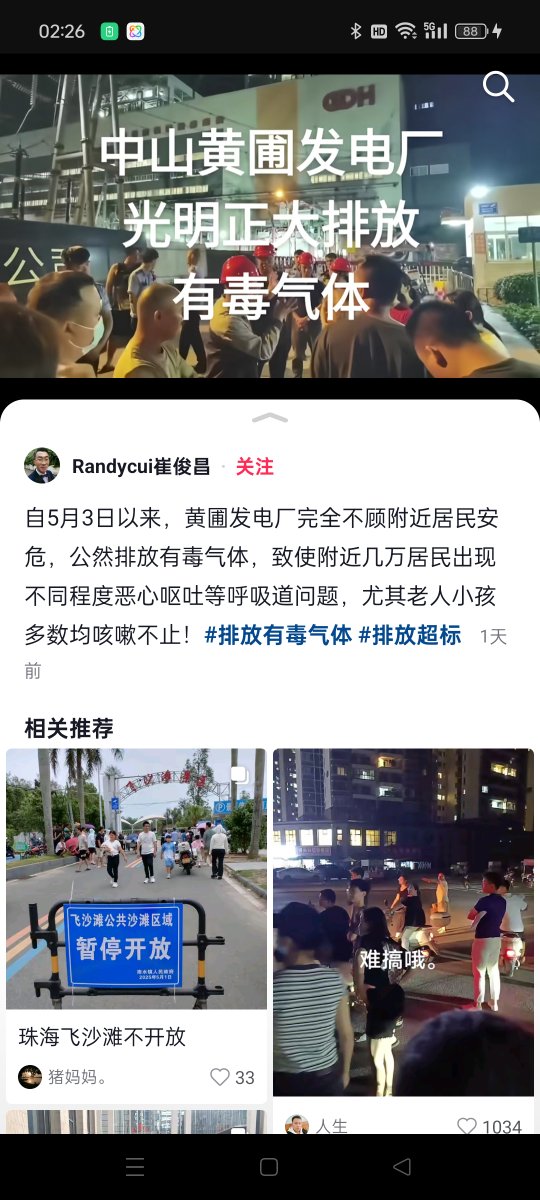 02:26
HD
5G
88
GDH
中山黄圃发电厂
光明正大排放
公司
有毒气体
Randycui崔俊昌 · 关注
自5月3日以来，黄圃发电厂完全不顾附近居民安
危，公然排放有毒气体，致使附近几万居民出现
不同程度恶心呕吐等呼吸道问题，尤其老人小孩
多数均咳嗽不止！#排放有毒气体 #排放超标 1天
前
相关推荐
飞沙滩公共沙滩区域
暂停开放
南水镇人民政府
2025年5月1日
难搞哦。
珠海飞沙滩不开放
猪妈妈。
33
人生
1034